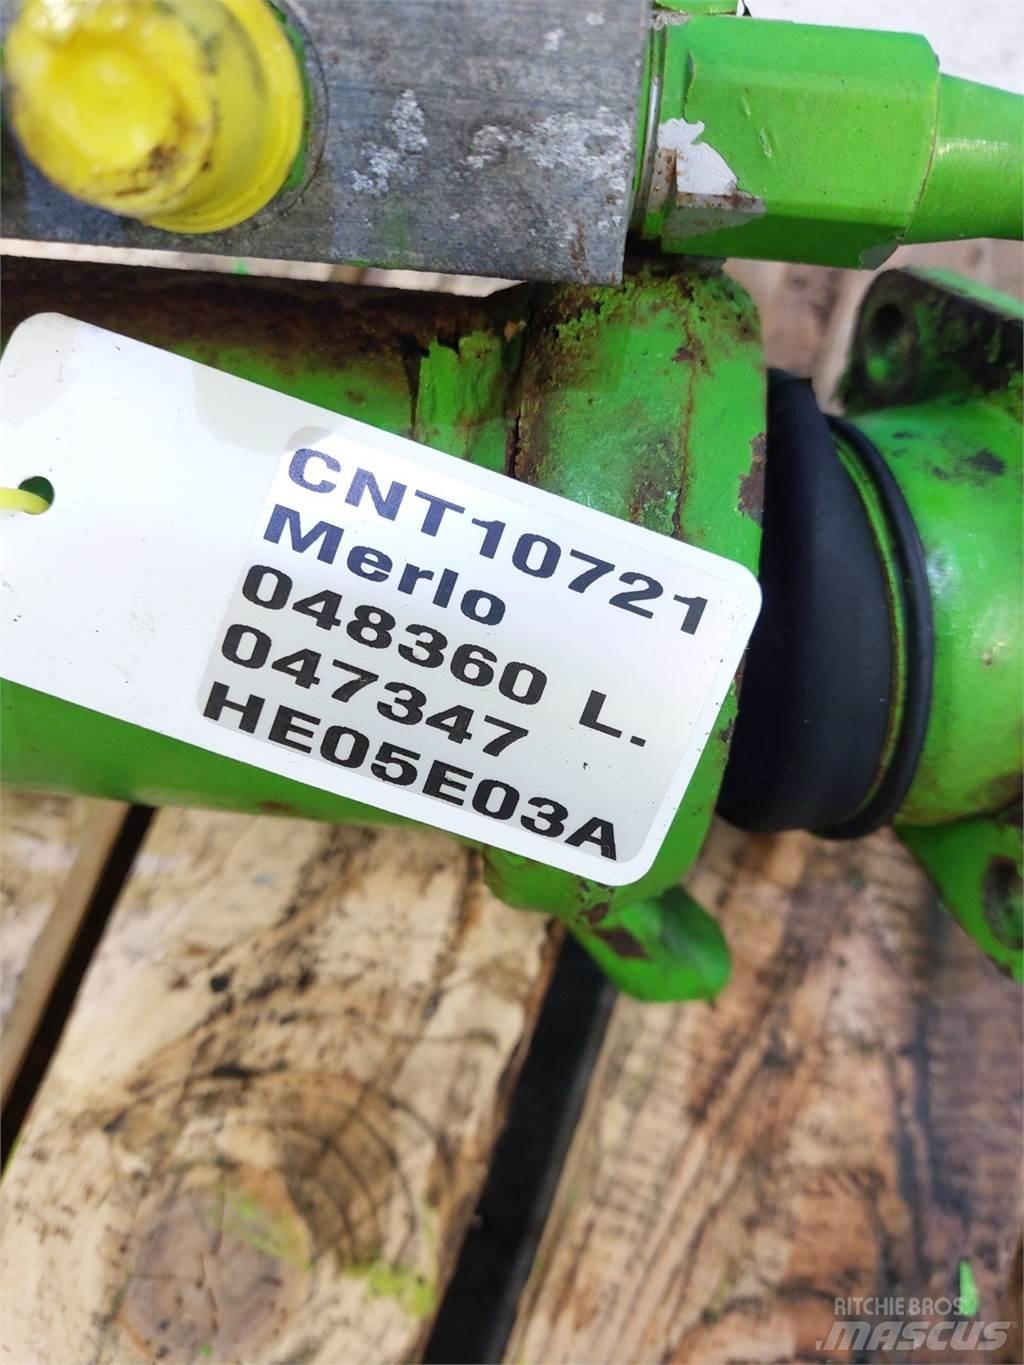 CNT10721
Merlo
048360 L.
047347
HE05E03A
RITCHIE BROS.
MASCUS